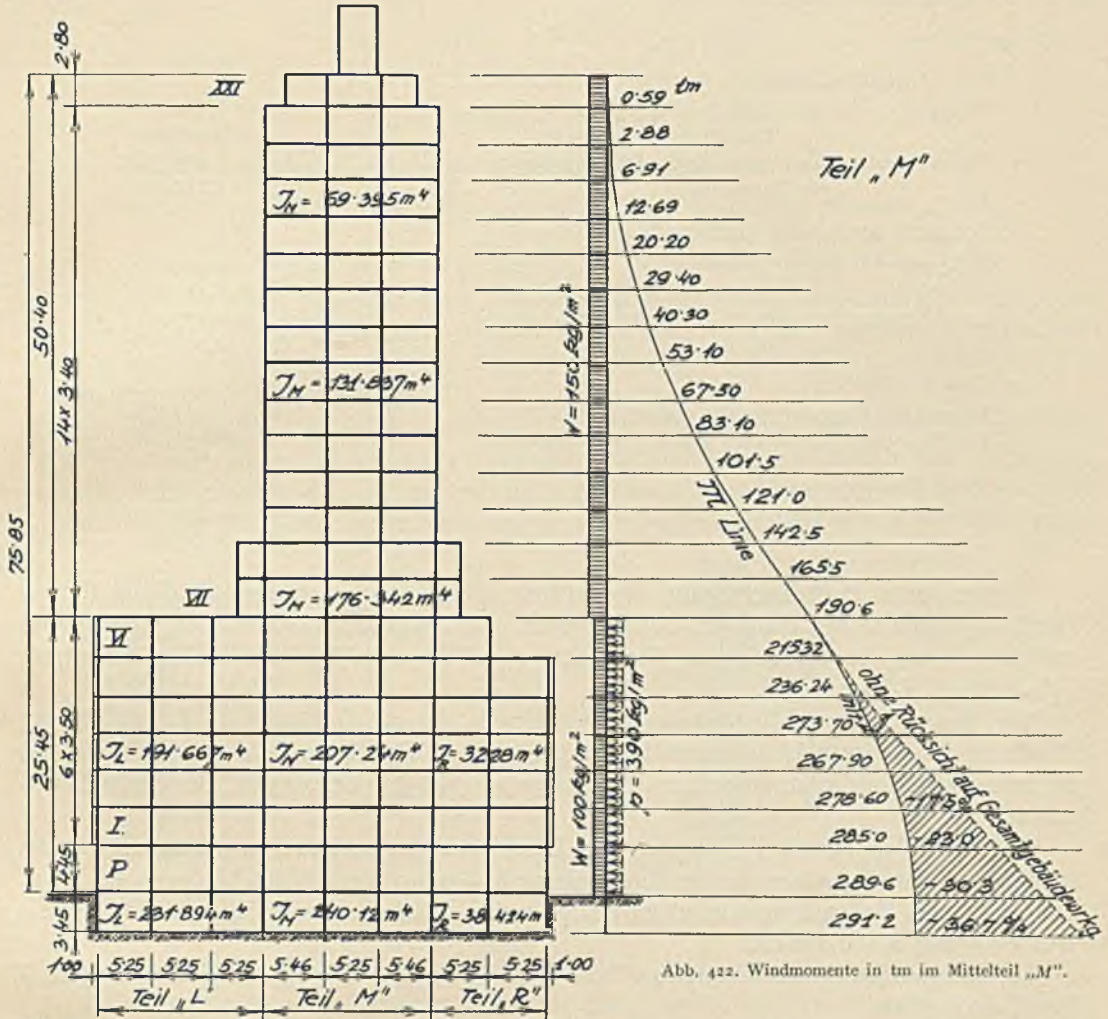 2·80
XXI
0·59 tm
2·88
6·91
Teil „M"
J_M = 69·395 m⁴
12·69
20·20
29·40
50·40
W = 150 kg/m²
40·30
53·10
14 x 3·40
J_M = 131·837 m⁴
67·50
83·10
101·5
M Linie
121·0
142·5
75·85
165·5
VII
J_M = 176·342 m⁴
190·6
VI
215·32
236·24
ohne Rücksicht auf Gesamtgebäudewirkg
273·70
25·45
6 x 3·50
J_L = 191·667 m⁴
J_M = 207·24 m⁴
J_R = 32·28 m⁴
W = 100 kg/m²
p = 390 kg/m²
267·90
278·60
I.
285·0
-23·0
4·45
P
289·6
-30·3
3·45
J_L = 231·894 m⁴
J_M = 240·12 m⁴
J_R = 38·424 m
291·2
-36·7 %
1·00 5·25 5·25 5·25 5·46 5·25 5·46 5·25 5·25 1·00
Teil „L" Teil „M" Teil „R"
Abb. 422. Windmomente in tm im Mittelteil „M".